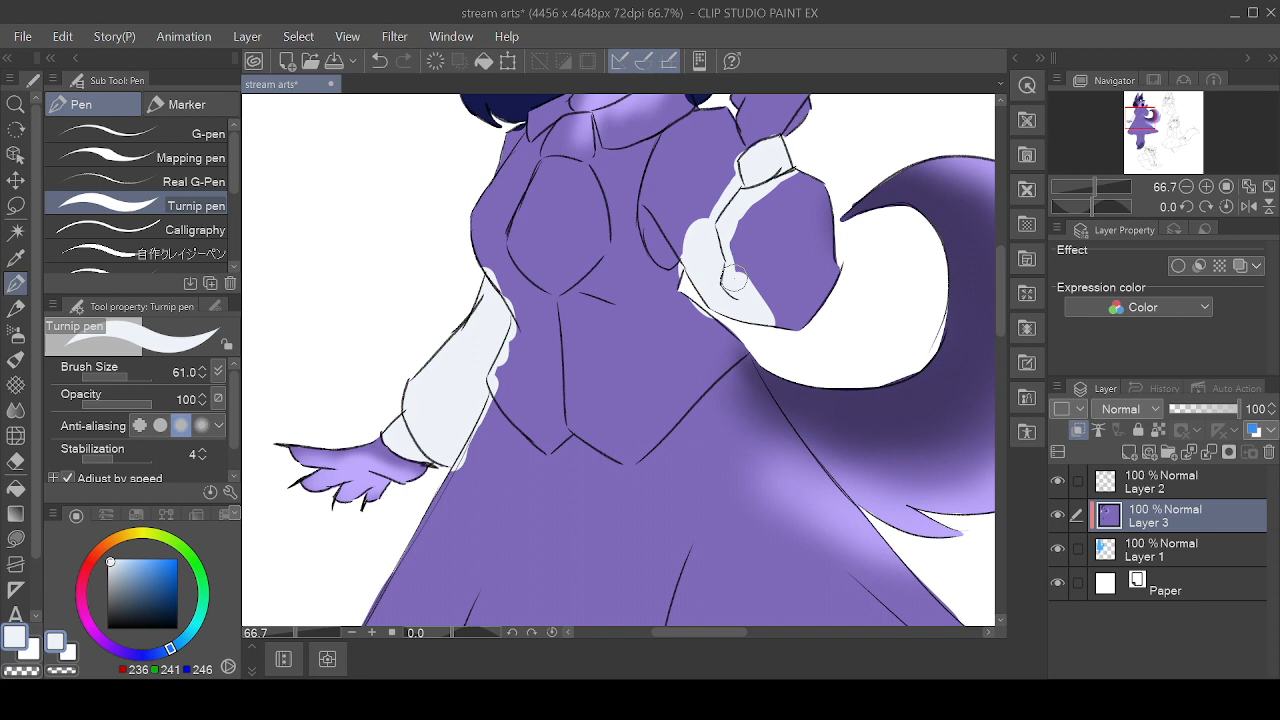 stream arts* (4456 x 4648px 72dpi 66.7%) - CLIP STUDIO PAINT EX
File Edit Story(P) Animation Layer Select View Filter Window Help
stream arts*
Sub Tool: Pen
Pen
Marker
G-pen
Mapping pen
Real G-Pen
Turnip pen
Calligraphy
自作クレイジーペン
Tool property: Turnip pen
Turnip pen
Brush Size 61.0
Opacity 100
Anti-aliasing
Stabilization 4
Adjust by speed
A
236 241 246
66.7 0.0
Navigator
66.7
0.0
Layer Property
Effect
Expression color
Color
Layer History Auto Action
Normal 100
100 % Normal
Layer 2
100 % Normal
Layer 3
100 % Normal
Layer 1
Paper